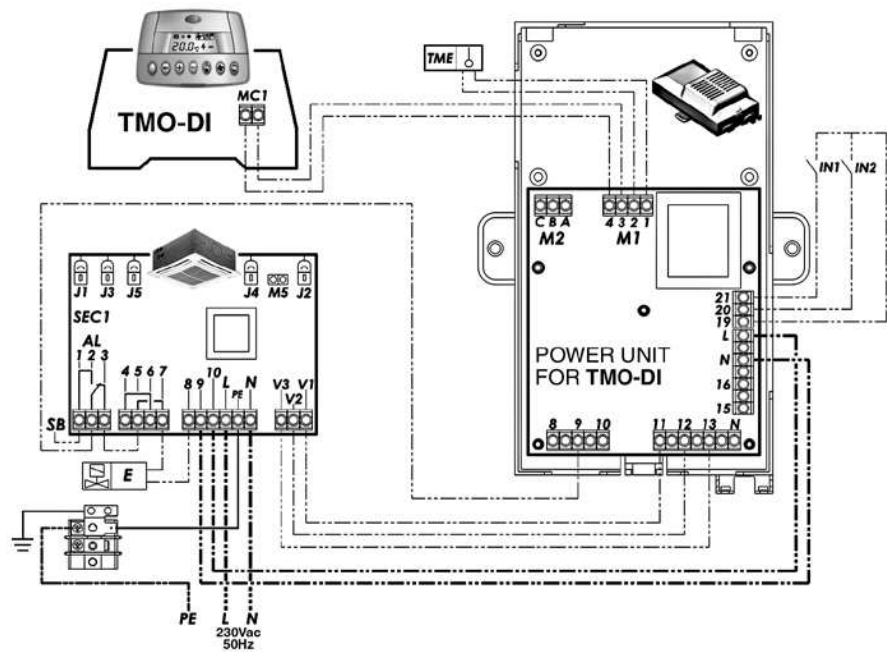 20.0
MC1
TMO-DI
TME
IN1
IN2
C B A
M2
4 3 2 1
M1
J1
J3
J5
J4
M5
J2
SEC1
AL
1 2 3
4 5 6 7
8 9 10 L PE N
V3 V2 V1
SB
E
21
20
19
L
N
16
15
POWER UNIT
FOR TMO-DI
8 9 10
11 12 13 N
PE
L N
230Vac
50Hz